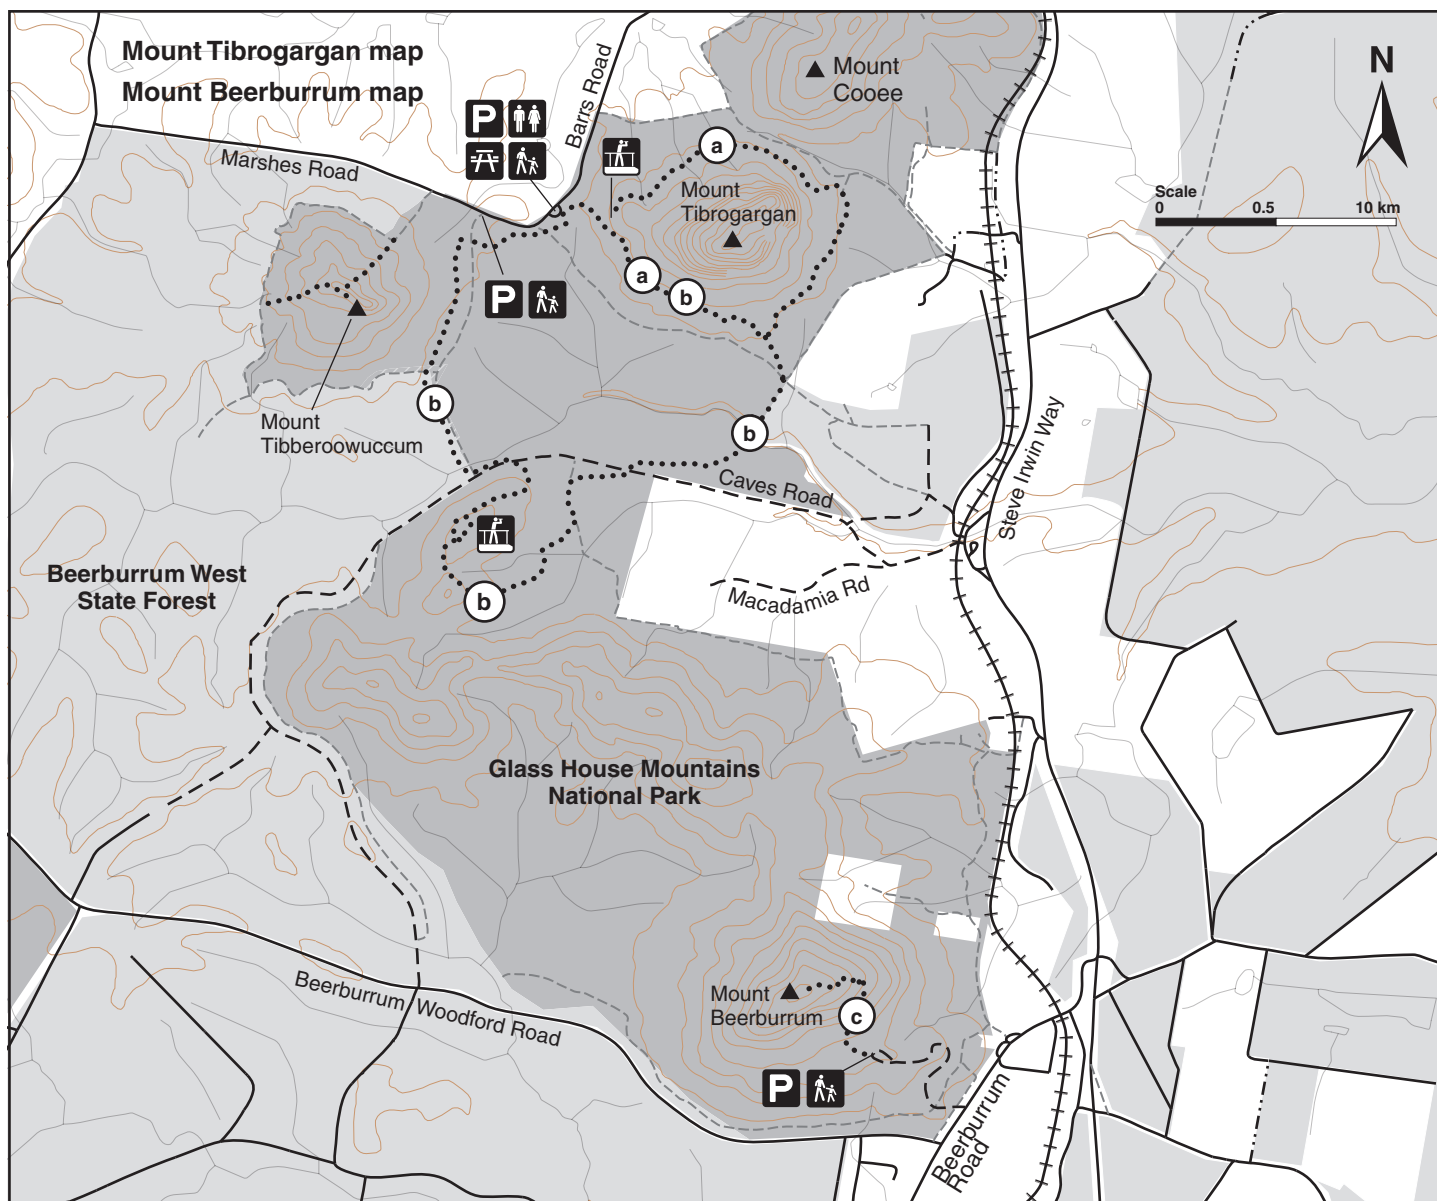 Mount Tibrogargan map
Mount Beerburrum map
Mount
Cooee
N
Barrs Road
P
Marshes Road
a
Mount
Tibrogargan
Scale
0 0.5 10 km
a
b
P
b
Mount
Tibberoowuccum
b
Steve Irwin Way
Caves Road
Macadamia Rd
Beerburrum West
State Forest
b
Glass House Mountains
National Park
Mount
Beerburrum
c
Beerburrum Woodford Road
P
Beerburrum
Road